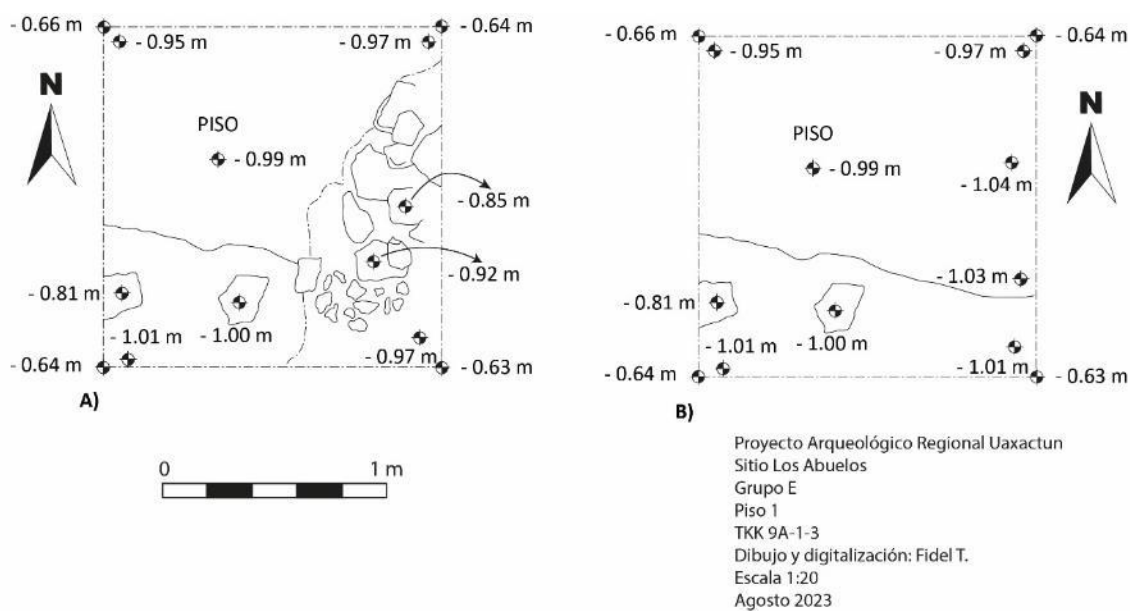 - 0.66 m
- 0.64 m
- 0.95 m
- 0.97 m
N
PISO
- 0.99 m
- 0.85 m
- 0.92 m
- 0.81 m
- 1.01 m
- 1.00 m
- 0.97 m
- 0.64 m
- 0.63 m
A)
0
1 m
- 0.66 m
- 0.64 m
- 0.95 m
- 0.97 m
N
PISO
- 0.99 m
- 1.04 m
- 1.03 m
- 0.81 m
- 1.01 m
- 1.00 m
- 1.01 m
- 0.64 m
- 0.63 m
B)
Proyecto Arqueológico Regional Uaxactun
Sitio Los Abuelos
Grupo E
Piso 1
TKK 9A-1-3
Dibujo y digitalización: Fidel T.
Escala 1:20
Agosto 2023